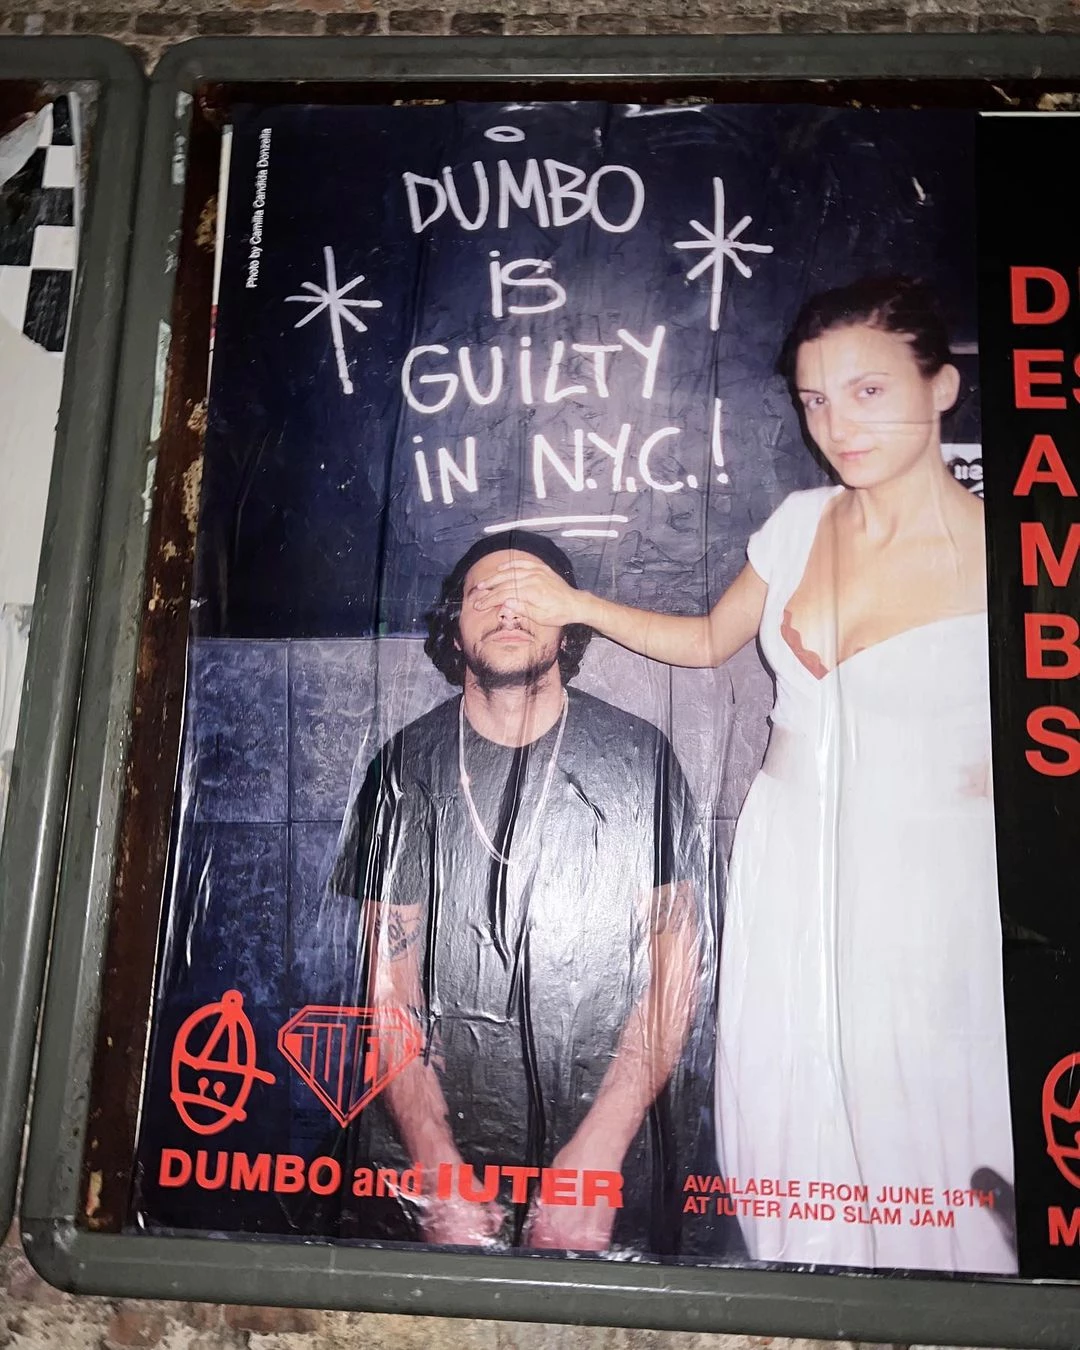 Photo by Camilla Candida Donzella
DUMBO
iS
GUiLTY
iN N.Y.C.!
DUMBO and IUTER
AVAILABLE FROM JUNE 18TH
AT IUTER AND SLAM JAM
D
ES
A
M
B
S
M